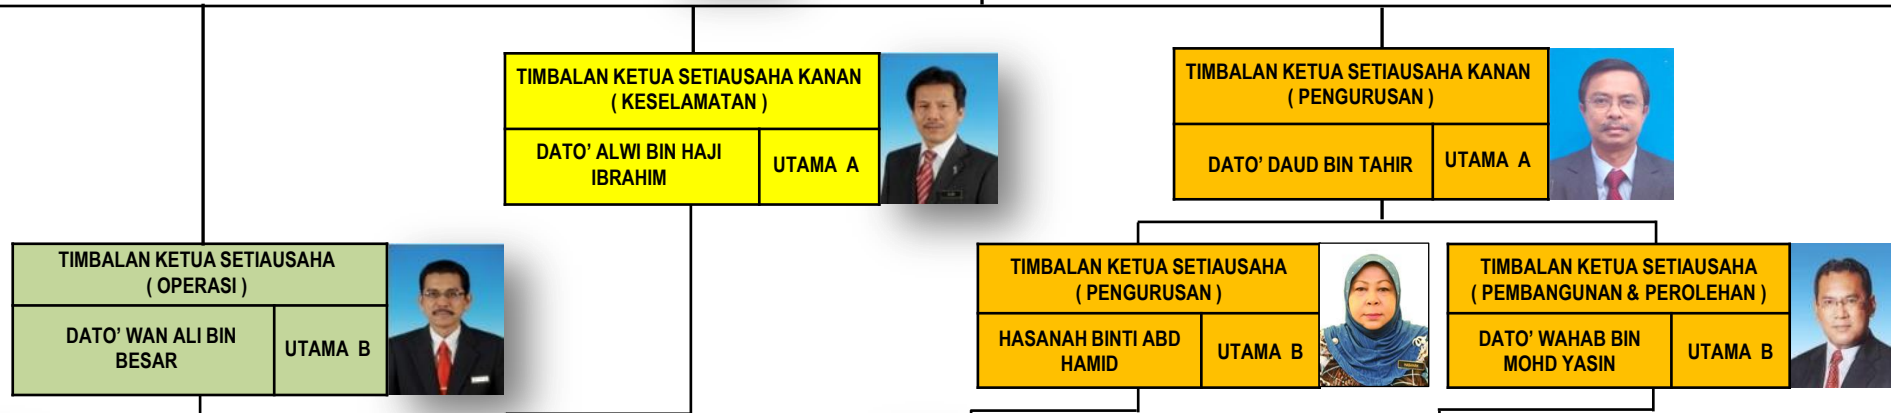 TIMBALAN KETUA SETIAUSAHA KANAN
( KESELAMATAN )
DATO' ALWI BIN HAJI
IBRAHIM
UTAMA A
TIMBALAN KETUA SETIAUSAHA KANAN
( PENGURUSAN )
DATO' DAUD BIN TAHIR
UTAMA A
TIMBALAN KETUA SETIAUSAHA
( OPERASI )
DATO' WAN ALI BIN
BESAR
UTAMA B
TIMBALAN KETUA SETIAUSAHA
( PENGURUSAN )
HASANAH BINTI ABD
HAMID
UTAMA B
TIMBALAN KETUA SETIAUSAHA
( PEMBANGUNAN & PEROLEHAN )
DATO' WAHAB BIN
MOHD YASIN
UTAMA B